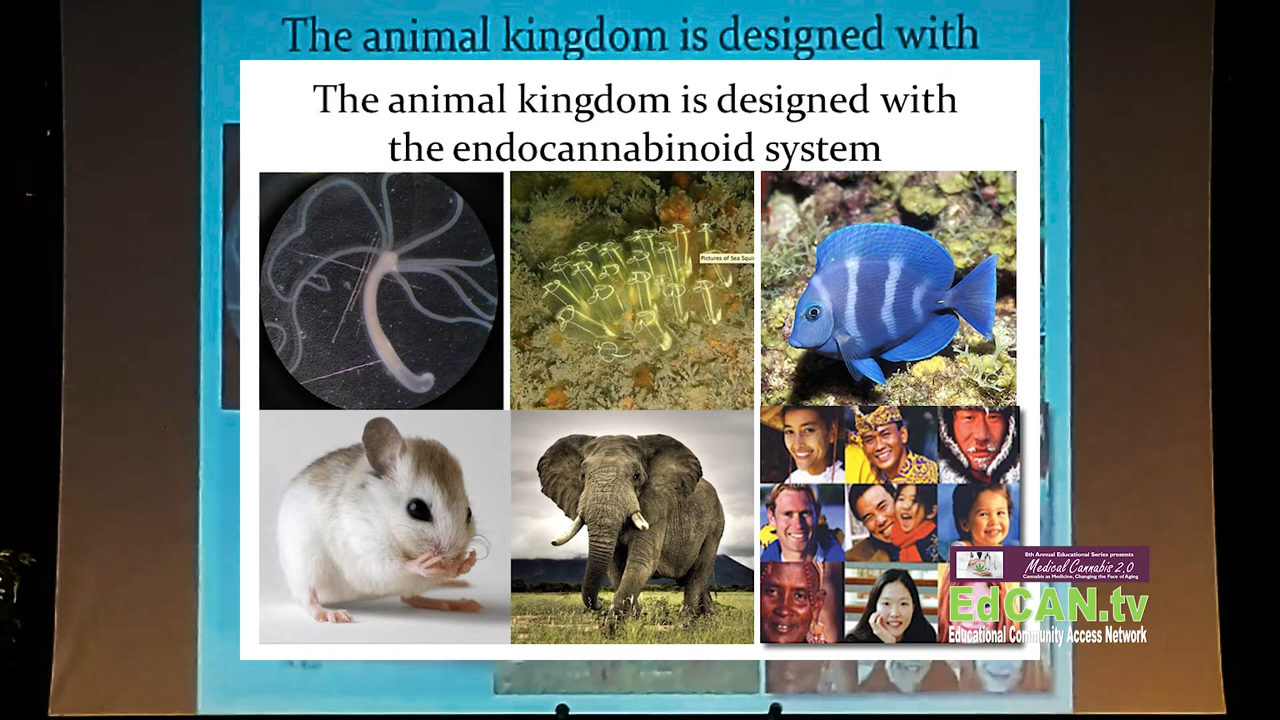 The animal kingdom is designed with
The animal kingdom is designed with
the endocannabinoid system
Pictures of Sea Squi
8th Annual Educational Series presents
Medical Cannabis 2.0
Cannabis as Medicine, Changing the Face of Aging
EdCAN.tv
Educational Community Access Network